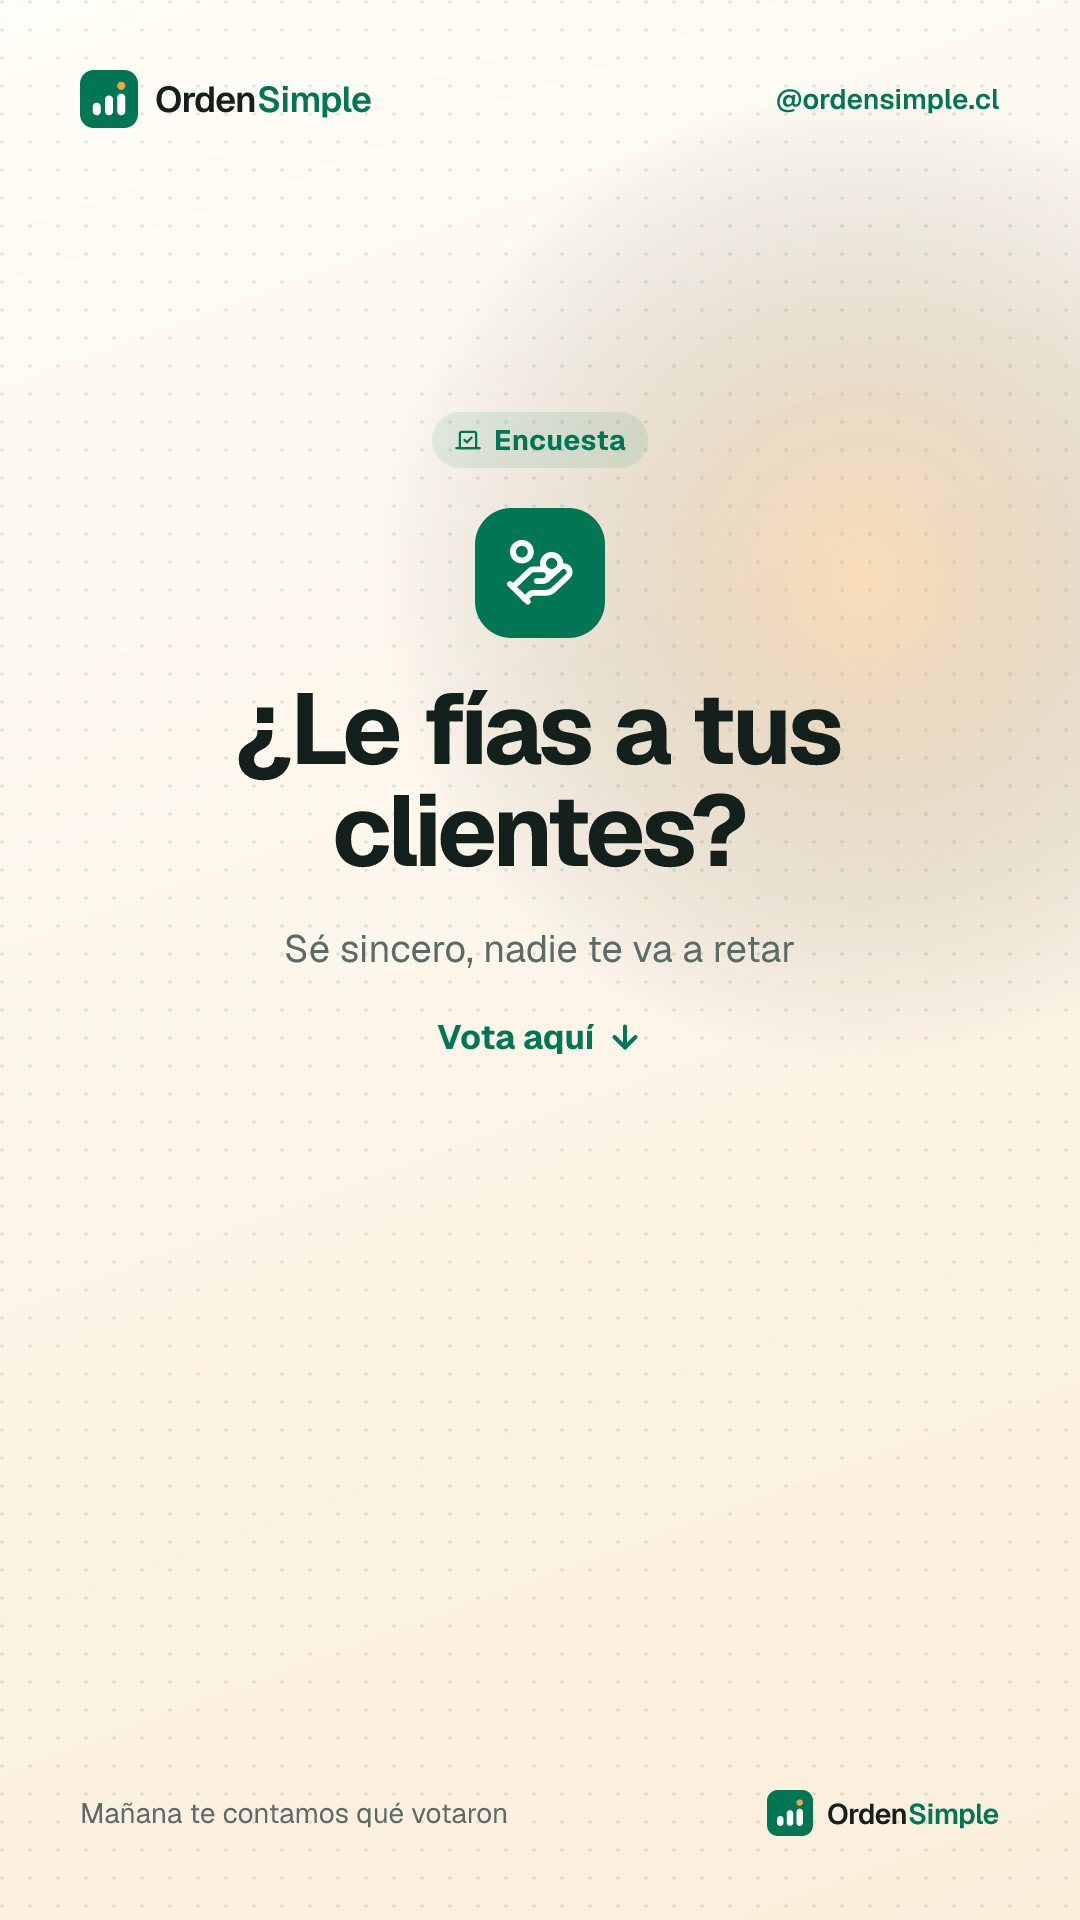 OrdenSimple
@ordensimple.cl
Encuesta
¿Le fías a tus
clientes?
Sé sincero, nadie te va a retar
Vota aquí ↓
Mañana te contamos qué votaron
OrdenSimple